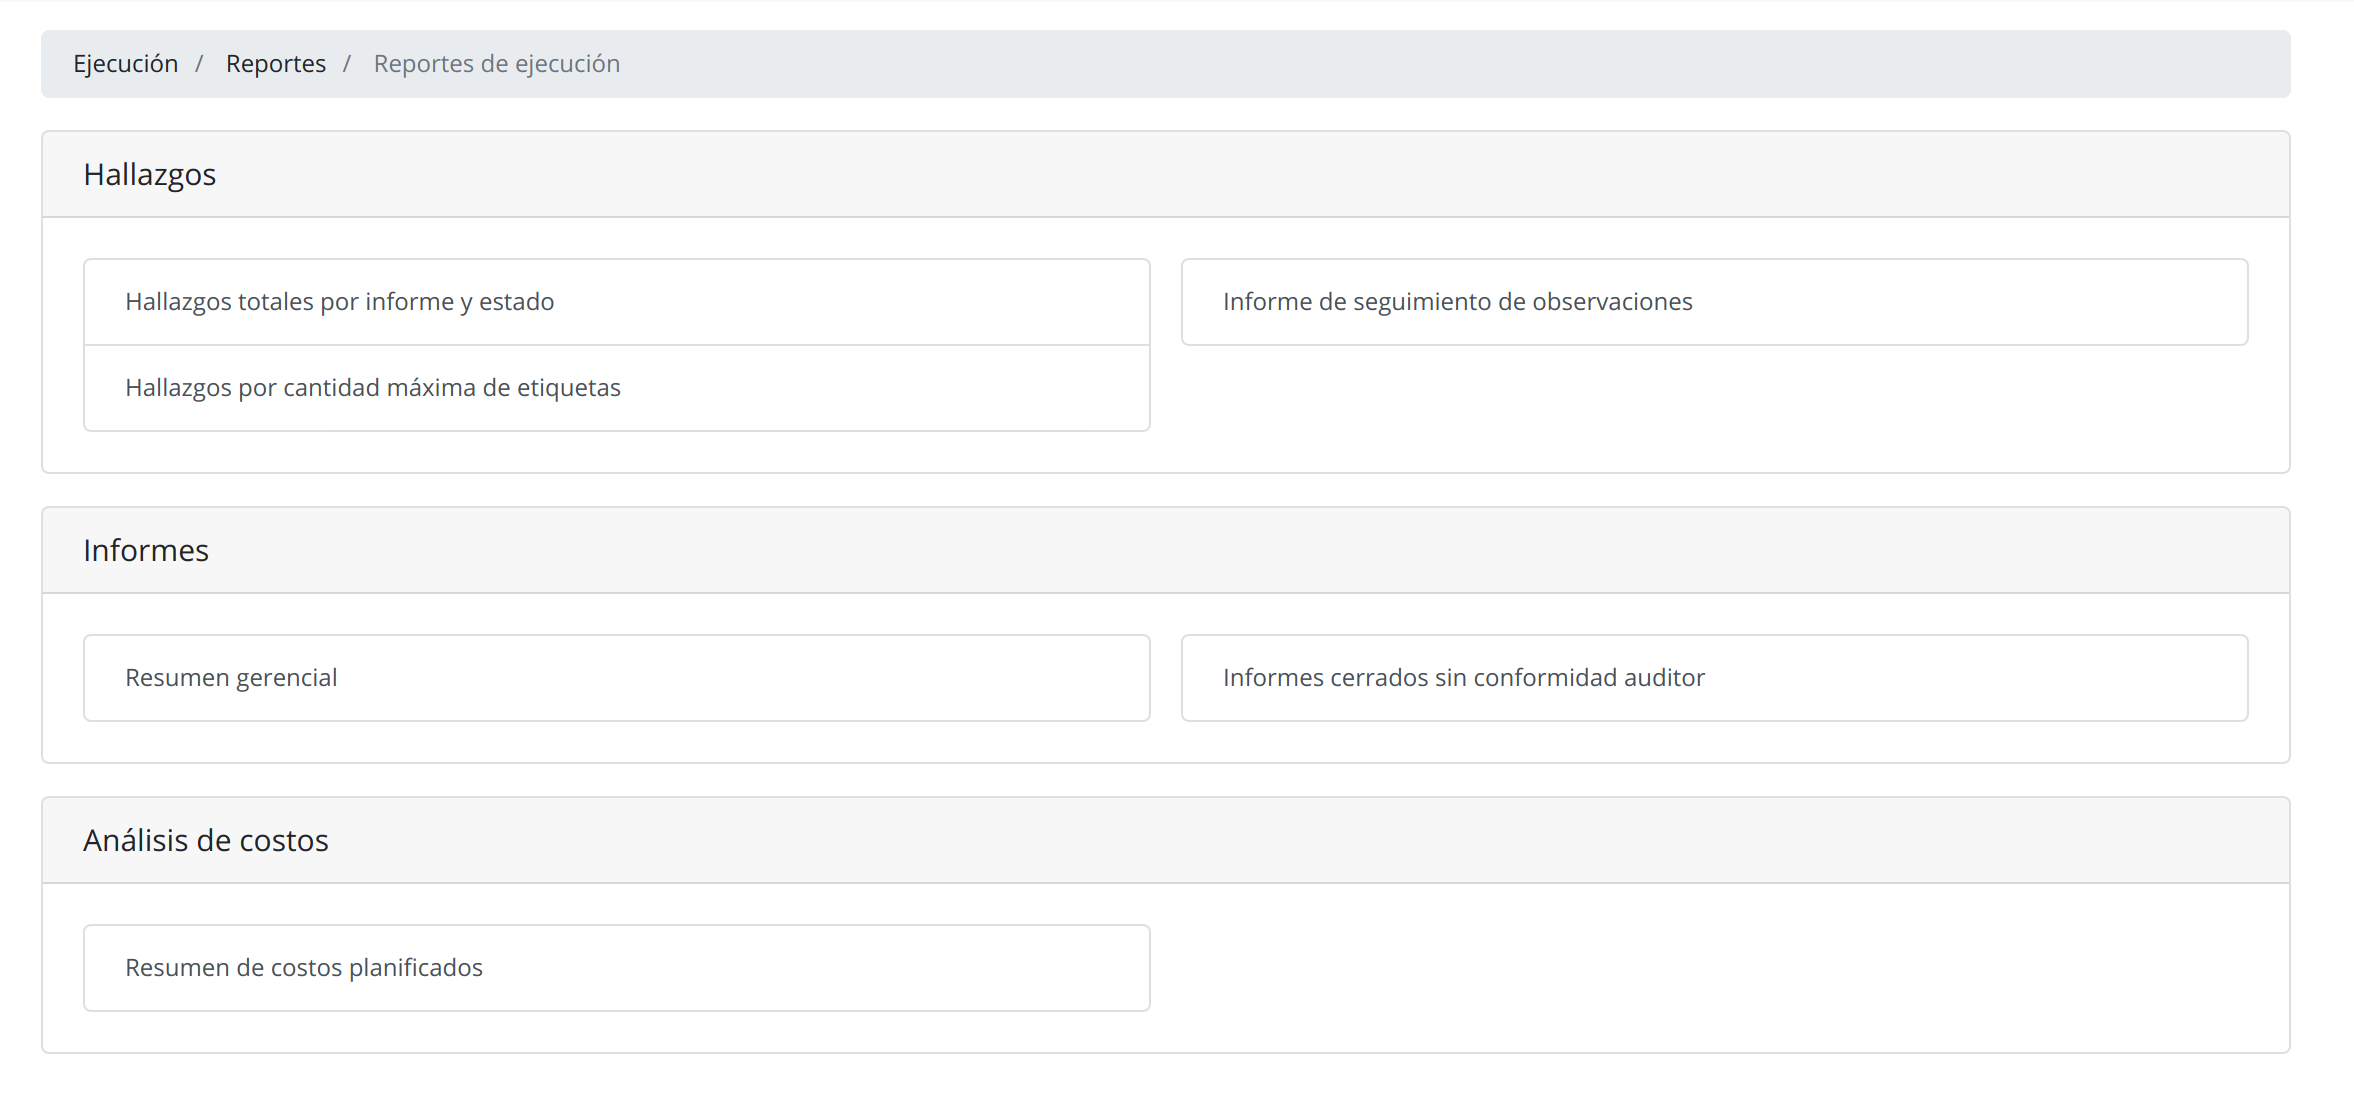 Ejecución / Reportes / Reportes de ejecución
Hallazgos
Hallazgos totales por informe y estado
Informe de seguimiento de observaciones
Hallazgos por cantidad máxima de etiquetas
Informes
Resumen gerencial
Informes cerrados sin conformidad auditor
Análisis de costos
Resumen de costos planificados